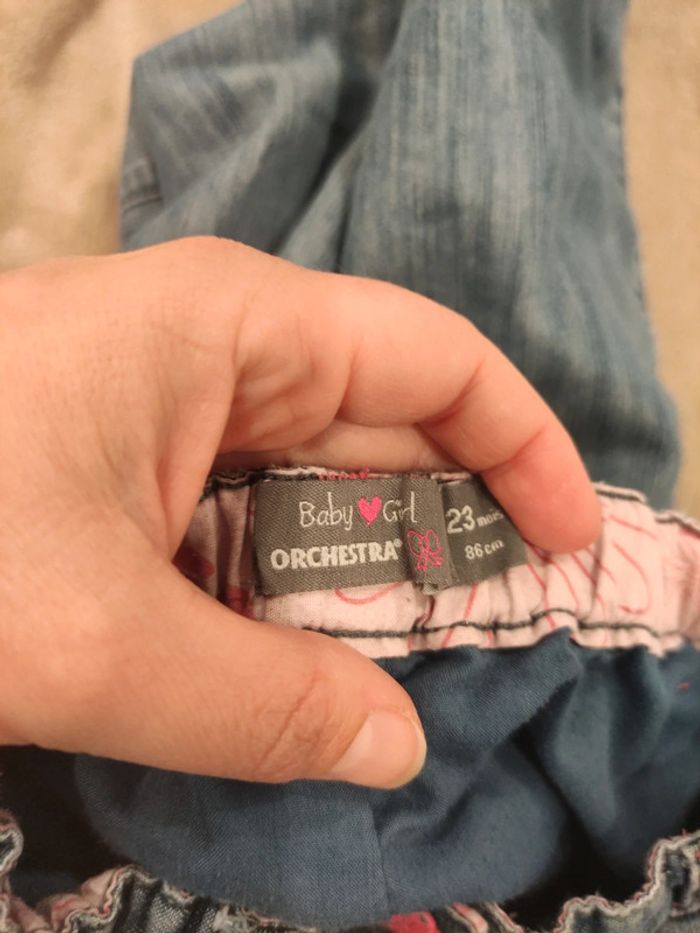 Baby Girl
ORCHESTRA®
23 mois
86 cm